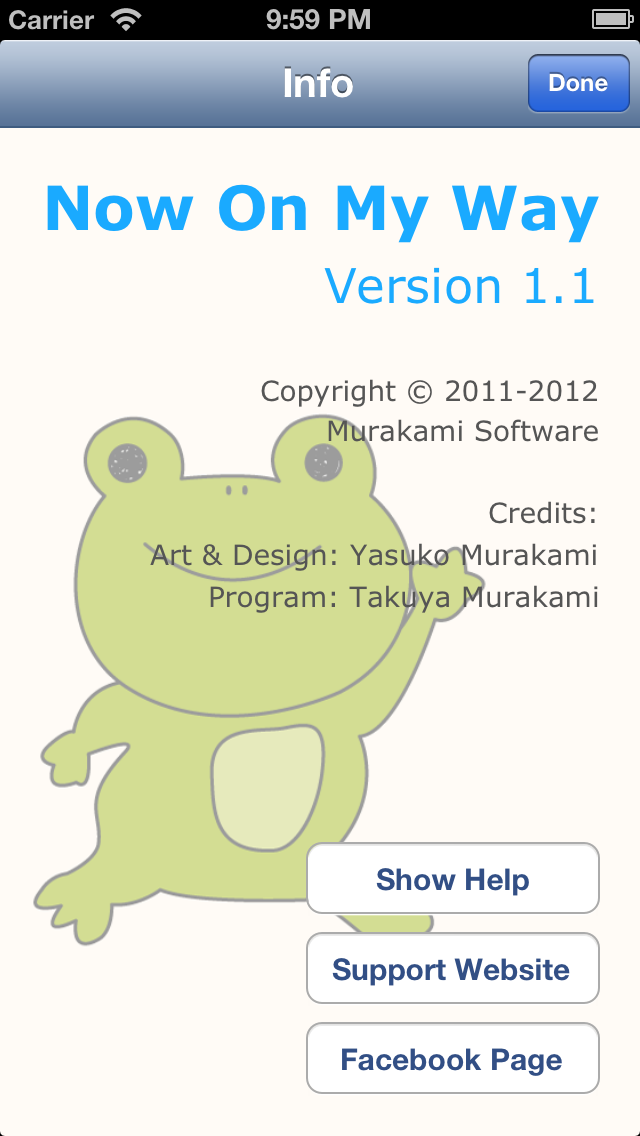 Carrier 9:59 PM
Info
Done
Now On My Way
Version 1.1
Copyright © 2011-2012
Murakami Software
Credits:
Art & Design: Yasuko Murakami
Program: Takuya Murakami
Show Help
Support Website
Facebook Page